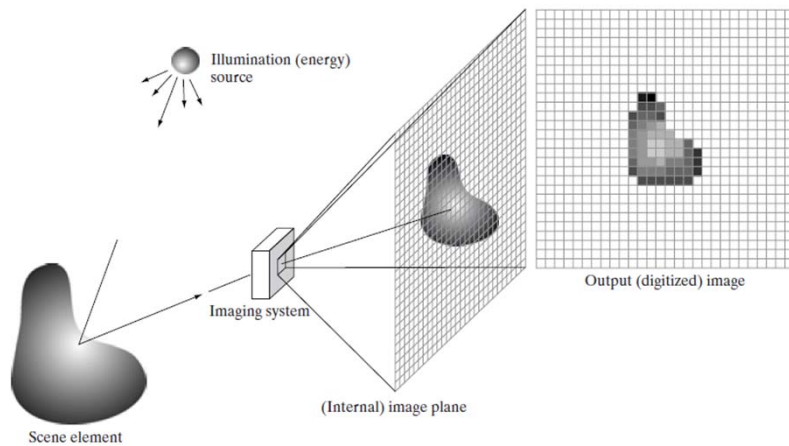 Illumination (energy)
source
Imaging system
Output (digitized) image
(Internal) image plane
Scene element